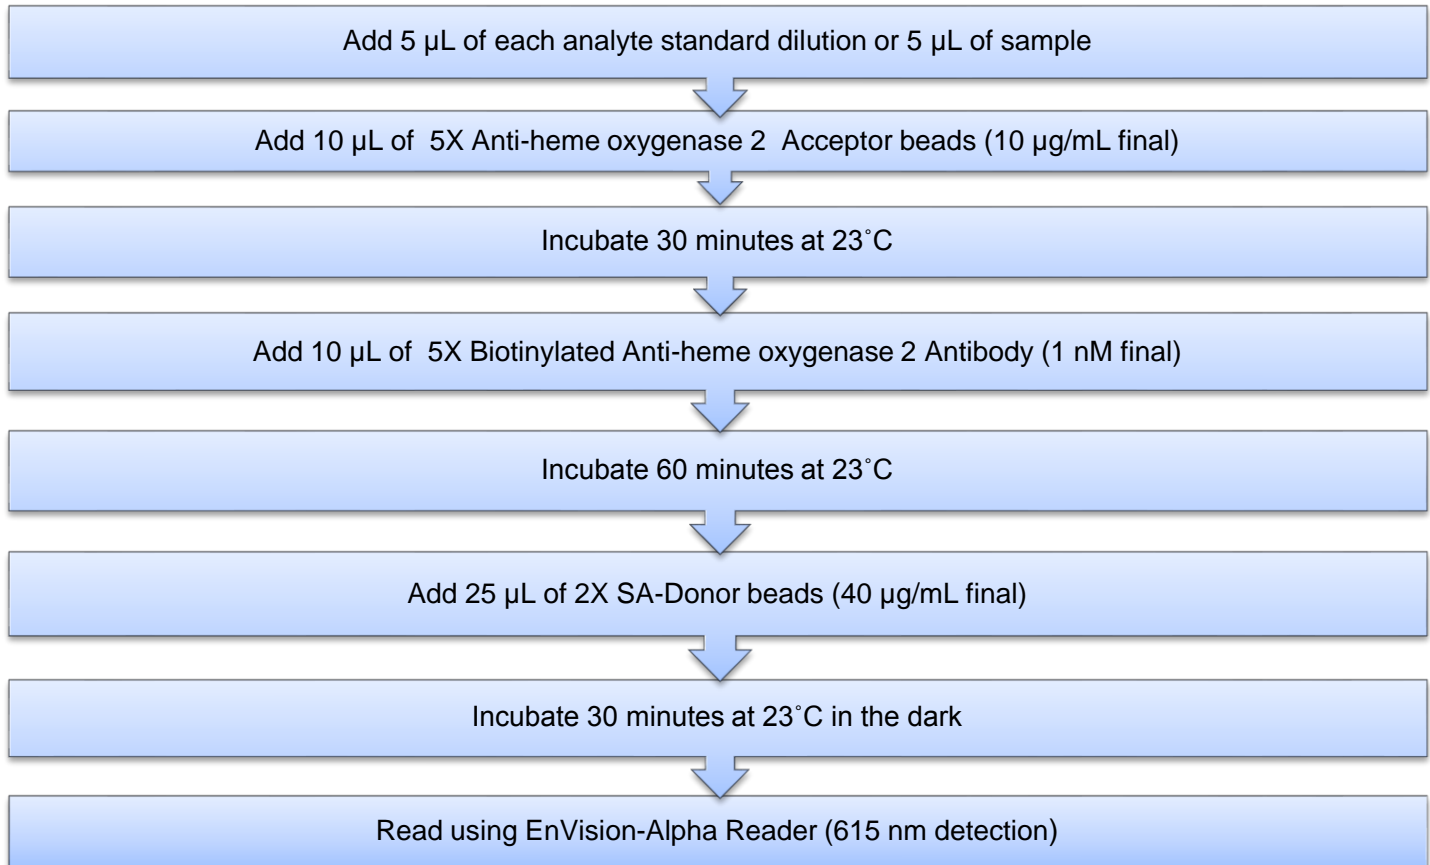 Add 5 µL of each analyte standard dilution or 5 µL of sample
Add 10 µL of 5X Anti-heme oxygenase 2 Acceptor beads (10 µg/mL final)
Incubate 30 minutes at 23˚C
Add 10 µL of 5X Biotinylated Anti-heme oxygenase 2 Antibody (1 nM final)
Incubate 60 minutes at 23˚C
Add 25 µL of 2X SA-Donor beads (40 µg/mL final)
Incubate 30 minutes at 23˚C in the dark
Read using EnVision-Alpha Reader (615 nm detection)